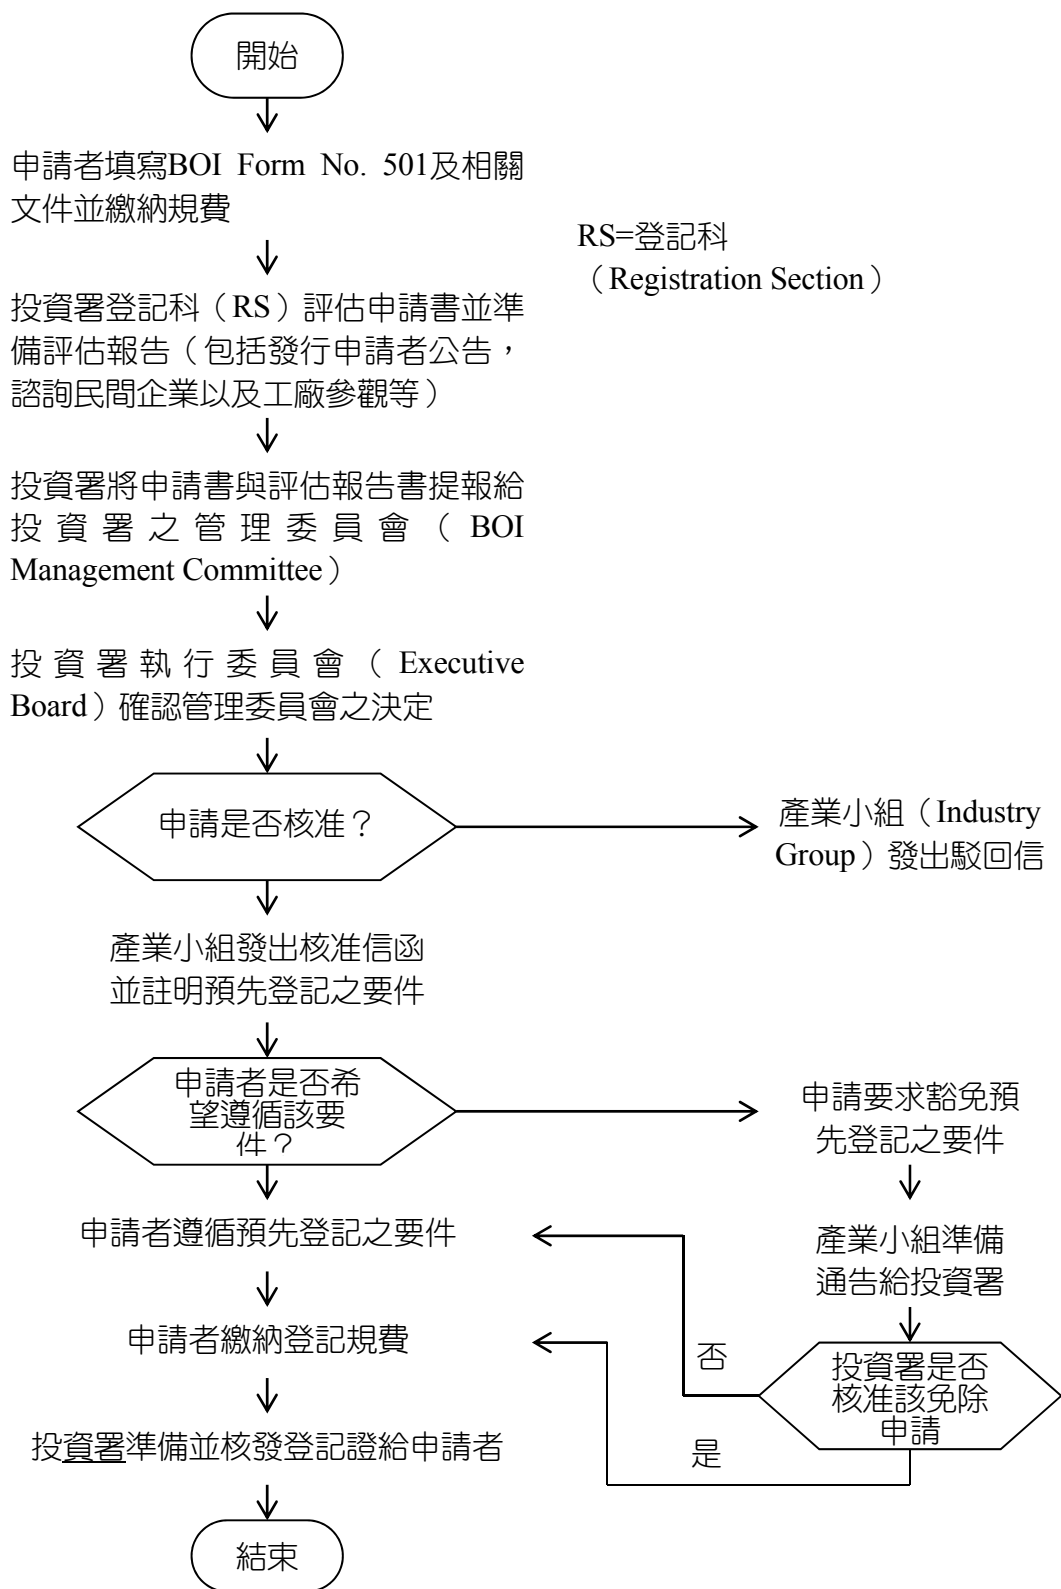 開始
申請者填寫BOI Form No. 501及相關
文件並繳納規費
RS=登記科
（Registration Section）
投資署登記科（RS）評估申請書並準
備評估報告（包括發行申請者公告，
諮詢民間企業以及工廠參觀等）
投資署將申請書與評估報告書提報給
投資署之管理委員會（BOI
Management Committee）
投資署執行委員會（Executive
Board）確認管理委員會之決定
申請是否核准？
產業小組（Industry
Group）發出駁回信
產業小組發出核准信函
並註明預先登記之要件
申請者是否希
望遵循該要
件？
申請要求豁免預
先登記之要件
申請者遵循預先登記之要件
產業小組準備
通告給投資署
申請者繳納登記規費
否
投資署是否
核准該免除
申請
投資署準備並核發登記證給申請者
是
結束